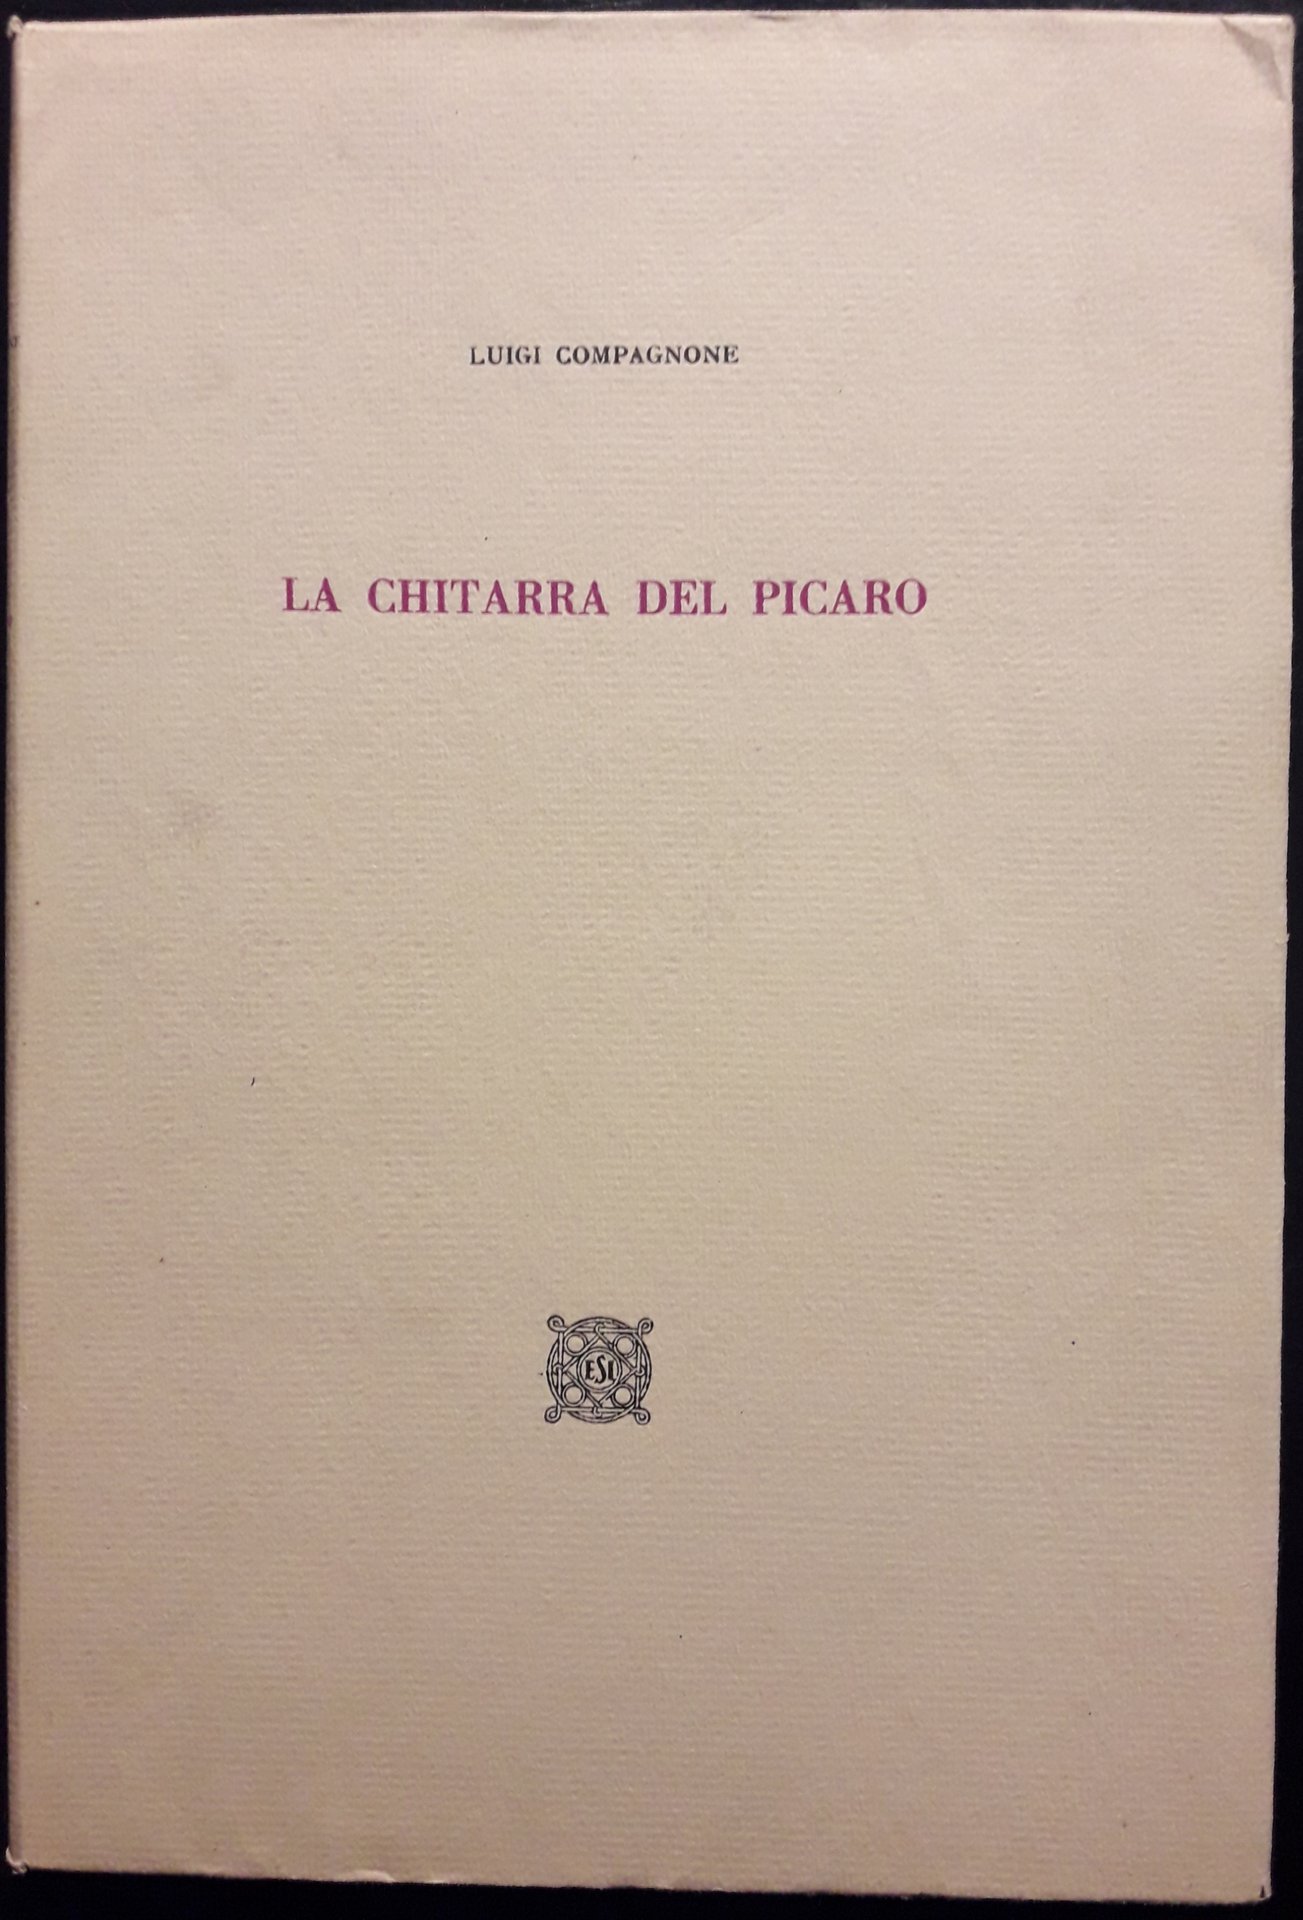 LUIGI COMPAGNONE
LA CHITARRA DEL PICARO
ESI